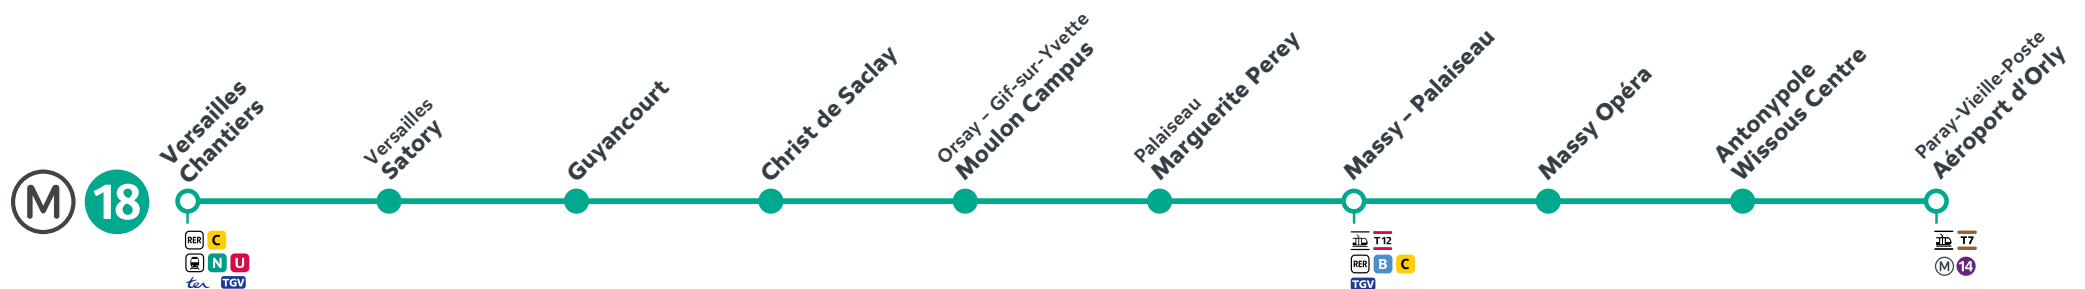 M 18
Versailles
Chantiers
Versailles
Satory
Guyancourt
Christ de Saclay
Orsay – Gif-sur-Yvette
Moulon Campus
Palaiseau
Marguerite Perey
Massy – Palaiseau
Massy Opéra
Antonypole
Wissous Centre
Paray-Vieille-Poste
Aéroport d'Orly
RER C
N U
ter TGV
T12
RER B C
TGV
T7
M 14